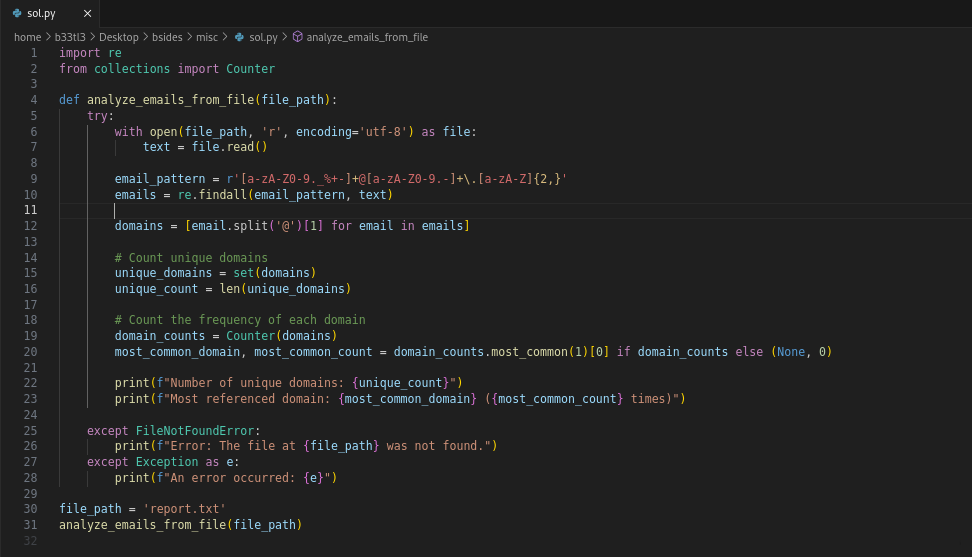 sol.py ×
home > b33tl3 > Desktop > bsides > misc > sol.py > analyze_emails_from_file
1 import re
2 from collections import Counter
3
4 def analyze_emails_from_file(file_path):
5     try:
6         with open(file_path, 'r', encoding='utf-8') as file:
7             text = file.read()
8
9         email_pattern = r'[a-zA-Z0-9._%+-]+@[a-zA-Z0-9.-]+\.[a-zA-Z]{2,}'
10         emails = re.findall(email_pattern, text)
11
12         domains = [email.split('@')[1] for email in emails]
13
14         # Count unique domains
15         unique_domains = set(domains)
16         unique_count = len(unique_domains)
17
18         # Count the frequency of each domain
19         domain_counts = Counter(domains)
20         most_common_domain, most_common_count = domain_counts.most_common(1)[0] if domain_counts else (None, 0)
21
22         print(f"Number of unique domains: {unique_count}")
23         print(f"Most referenced domain: {most_common_domain} ({most_common_count} times)")
24
25     except FileNotFoundError:
26         print(f"Error: The file at {file_path} was not found.")
27     except Exception as e:
28         print(f"An error occurred: {e}")
29
30 file_path = 'report.txt'
31 analyze_emails_from_file(file_path)
32